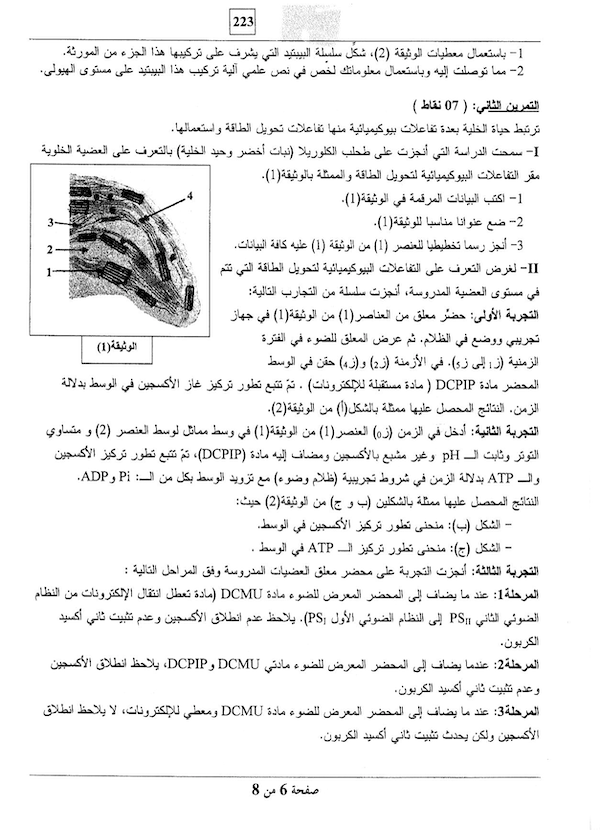 223
1- باستعمال معطيات الوثيقة (2)، شكّل سلسلة الببتيد التي يشرف على تركيبها هذا الجزء من المورثة.
2- مما توصلت إليه وباستعمال معلوماتك لخّص في نص علمي آلية تركيب هذا الببتيد على مستوى الهيولى.
التمرين الثاني: ( 07 نقاط )
ترتبط حياة الخلية بعدة تفاعلات بيوكيميائية منها تفاعلات تحويل الطاقة واستعمالها.
I- سمحت الدراسة التي أنجزت على طحلب الكلوريلا (نبات أخضر وحيد الخلية) بالتعرف على العضية الخلوية
مقر التفاعلات البيوكيميائية لتحويل الطاقة والممثلة بالوثيقة(1).
1- اكتب البيانات المرقمة في الوثيقة(1).
2- ضع عنوانا مناسبا للوثيقة(1).
3- أنجز رسما تخطيطيا للعنصر (1) من الوثيقة (1) عليه كافة البيانات.
4
3
2
1
الوثيقة(1)
II- لغرض التعرف على التفاعلات البيوكيميائية لتحويل الطاقة التي تتم
في مستوى العضية المدروسة، أنجزت سلسلة من التجارب التالية:
التجربة الأولى: حضّر معلق من العناصر(1) من الوثيقة(1) في جهاز
تجريبي ووضع في الظلام. ثم عرض المعلق للضوء في الفترة
الزمنية (ز1 إلى ز5). في الأزمنة (ز2) و(ز4) حقن في الوسط
المحضر مادة DCPIP ( مادة مستقبلة للإلكترونات) . تمّ تتبع تطور تركيز غاز الأكسجين في الوسط بدلالة
الزمن. النتائج المحصل عليها ممثلة بالشكل(أ) من الوثيقة(2).
التجربة الثانية: أدخل في الزمن (ز0) العنصر(1) من الوثيقة(1) في وسط مماثل لوسط العنصر (2) و متساوي
التوتر وثابت الـ pH وغير مشبع بالأكسجين ومضاف إليه مادة (DCPIP)، تمّ تتبع تطور تركيز الأكسجين
والـ ATP بدلالة الزمن في شروط تجريبية (ظلام وضوء) مع تزويد الوسط بكل من الـ: Pi وADP.
النتائج المحصل عليها ممثلة بالشكلين (ب و ج) من الوثيقة(2) حيث:
- الشكل (ب): منحنى تطور تركيز الأكسجين في الوسط.
- الشكل (ج): منحنى تطور تركيز الـ ATP في الوسط .
التجربة الثالثة: أنجزت التجربة على محضر معلق العضيات المدروسة وفق المراحل التالية :
المرحلة1: عند ما يضاف إلى المحضر المعرض للضوء مادة DCMU (مادة تعطل انتقال الإلكترونات من النظام
الضوئي الثاني PSII إلى النظام الضوئي الأول PSI). يلاحظ عدم انطلاق الأكسجين وعدم تثبيت ثاني أكسيد
الكربون.
المرحلة2: عندما يضاف إلى المحضر المعرض للضوء مادتي DCMU وDCPIP، يلاحظ انطلاق الأكسجين
وعدم تثبيت ثاني أكسيد الكربون.
المرحلة3: عند ما يضاف إلى المحضر المعرض للضوء مادة DCMU ومعطي للإلكترونات، لا يلاحظ انطلاق
الأكسجين ولكن يحدث تثبيت ثاني أكسيد الكربون.
صفحة 6 من 8